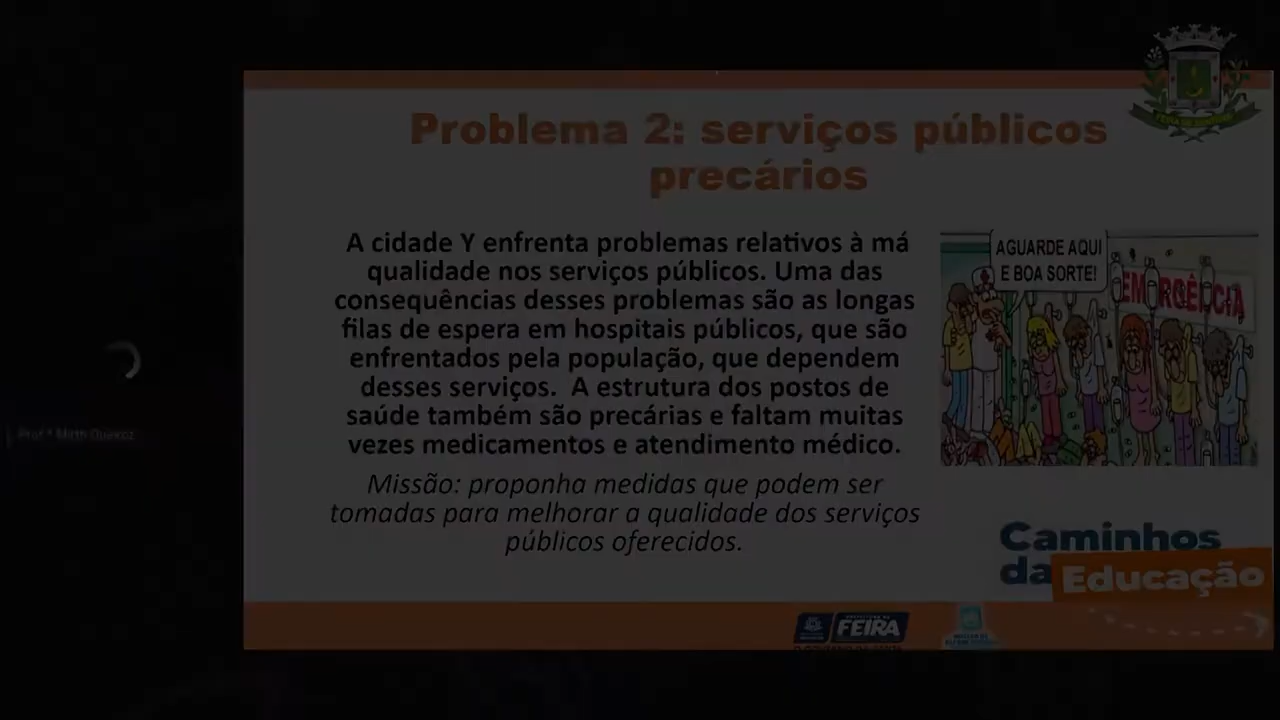 Problema 2: serviços públicos
precários
A cidade Y enfrenta problemas relativos à má
qualidade nos serviços públicos. Uma das
consequências desses problemas são as longas
filas de espera em hospitais públicos, que são
enfrentados pela população, que dependem
desses serviços. A estrutura dos postos de
saúde também são precárias e faltam muitas
vezes medicamentos e atendimento médico.
Missão: proponha medidas que podem ser
tomadas para melhorar a qualidade dos serviços
públicos oferecidos.
AGUARDE AQUI
E BOA SORTE!
EMERGÊNCIA
Caminhos
da Educação
FEIRA